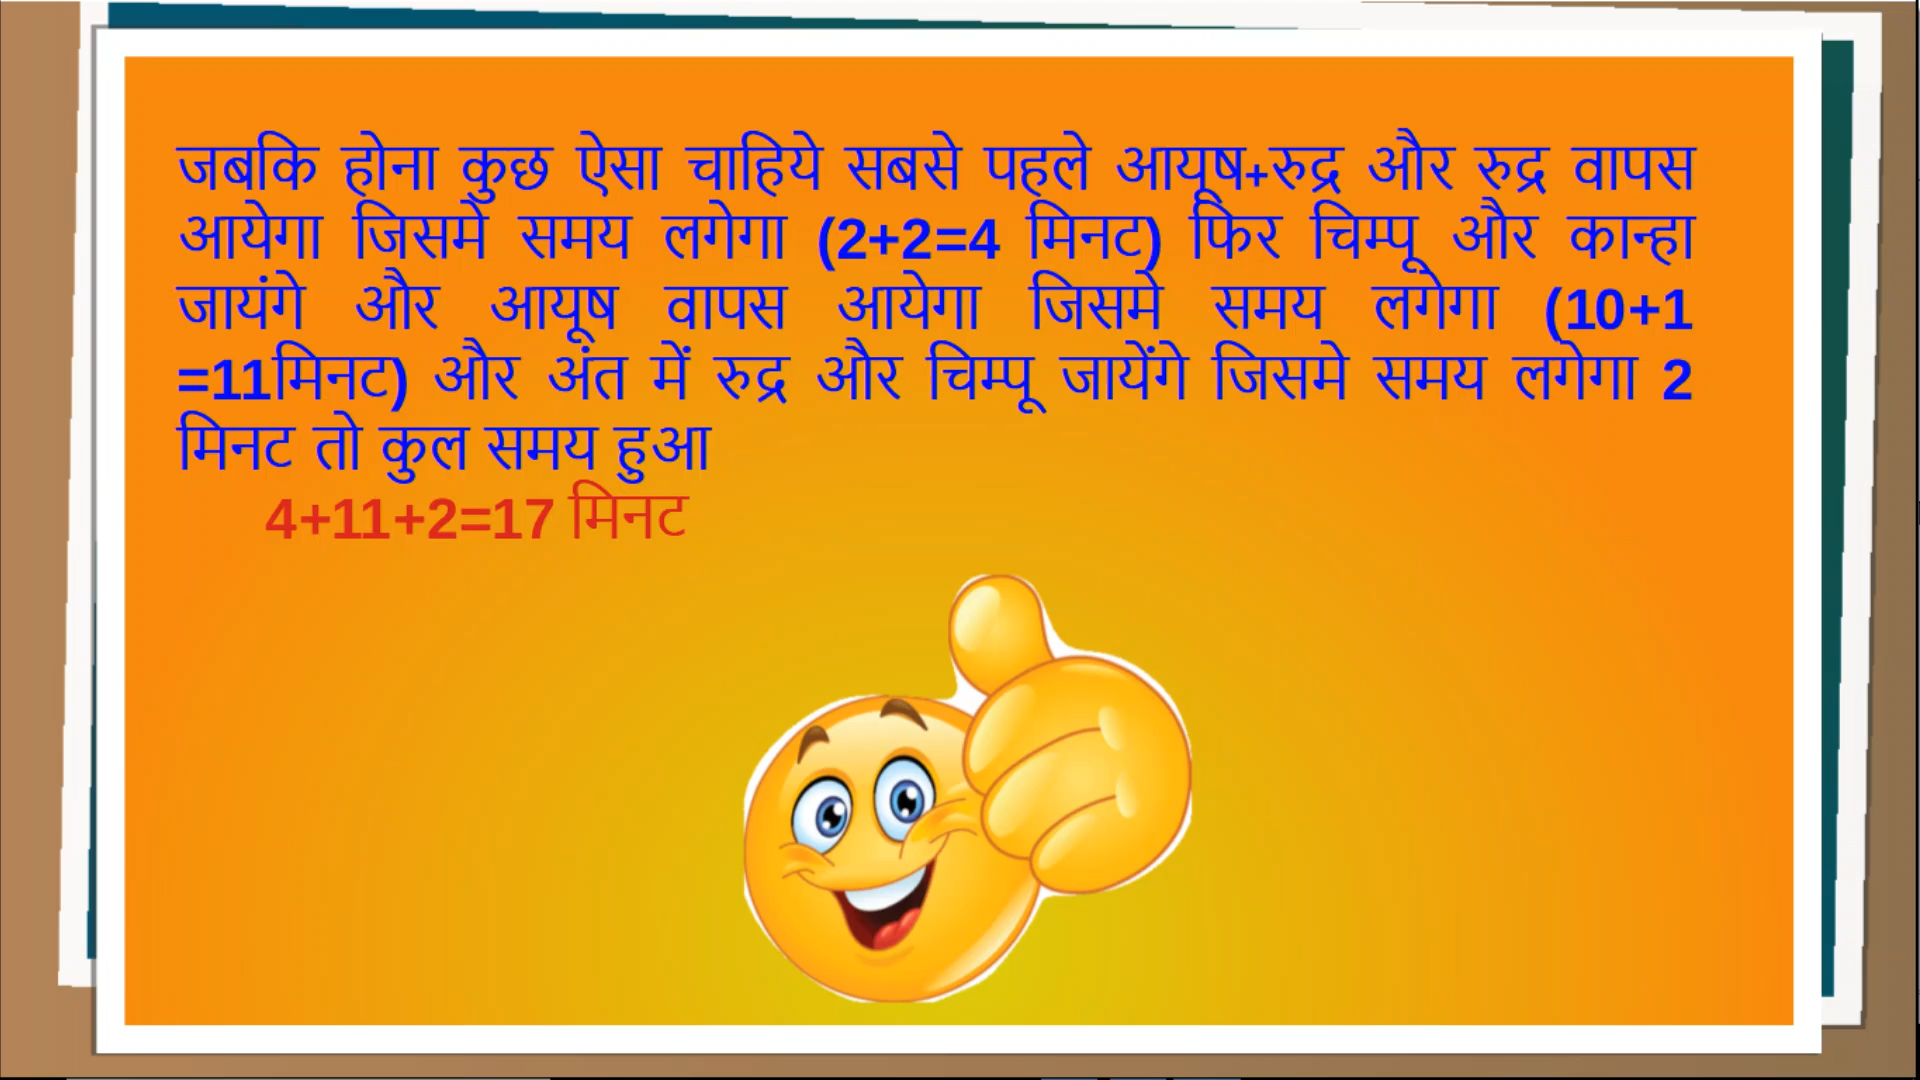 जबकि होना कुछ ऐसा चाहिये सबसे पहले आयूष+रुद्र और रुद्र वापस
आयेगा जिसमे समय लगेगा (2+2=4 मिनट) फिर चिम्पू और कान्हा
जायंगे और आयूष वापस आयेगा जिसमे समय लगेगा (10+1
=11मिनट) और अंत में रुद्र और चिम्पू जायेंगे जिसमे समय लगेगा 2
मिनट तो कुल समय हुआ
4+11+2=17 मिनट